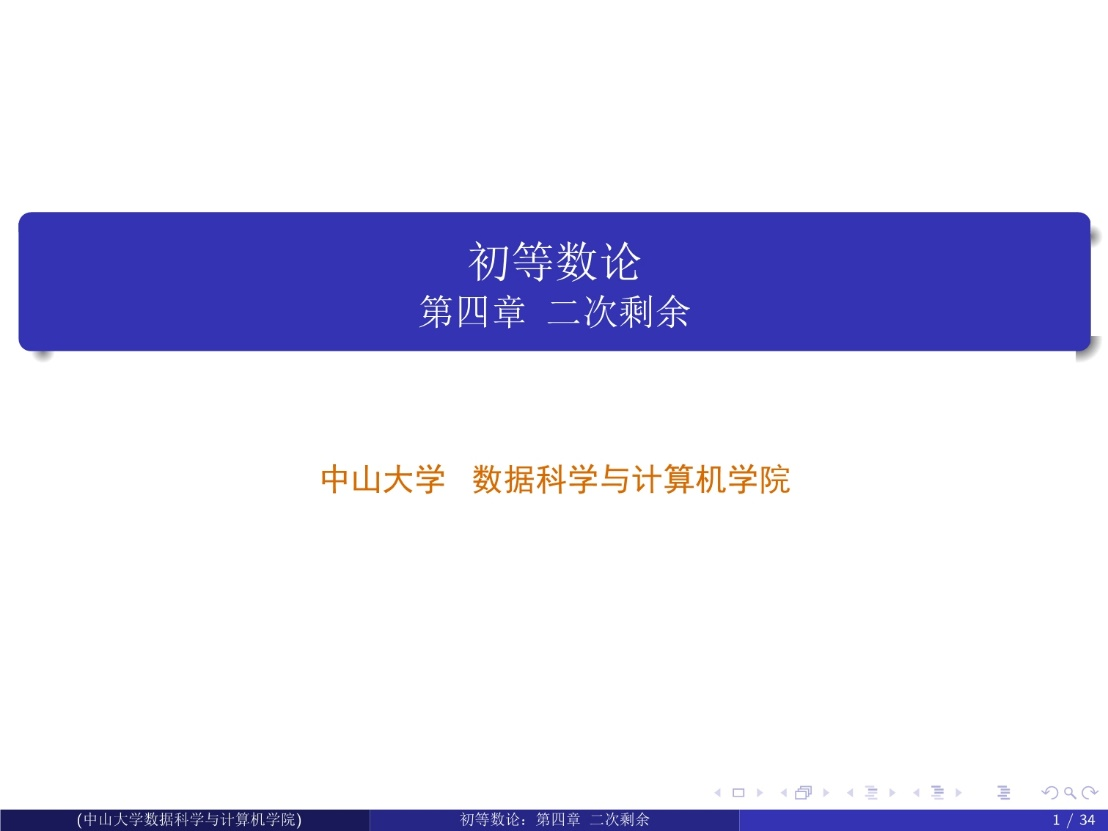 初等数论
第四章 二次剩余
中山大学 数据科学与计算机学院
(中山大学数据科学与计算机学院) 初等数论: 第四章 二次剩余 1 / 34